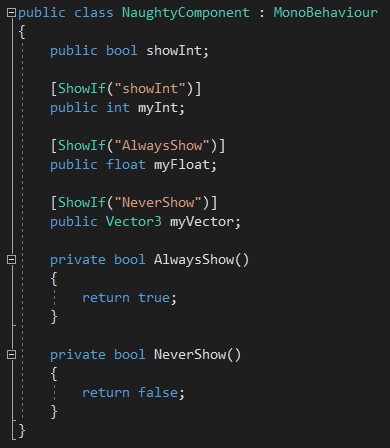 public class NaughtyComponent : MonoBehaviour
{
    public bool showInt;

    [ShowIf("showInt")]
    public int myInt;

    [ShowIf("AlwaysShow")]
    public float myFloat;

    [ShowIf("NeverShow")]
    public Vector3 myVector;

    private bool AlwaysShow()
    {
        return true;
    }

    private bool NeverShow()
    {
        return false;
    }
}